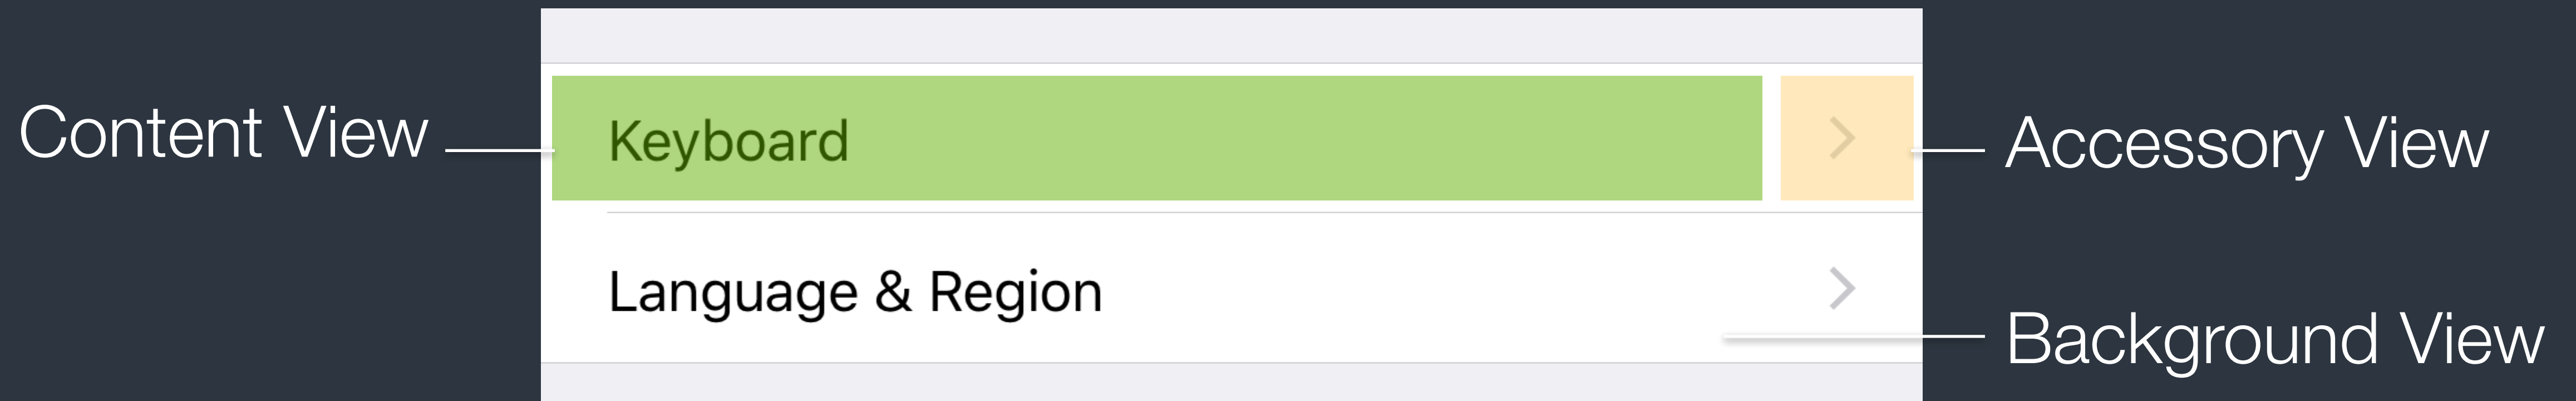 Content View
Keyboard
Accessory View
Language & Region
Background View